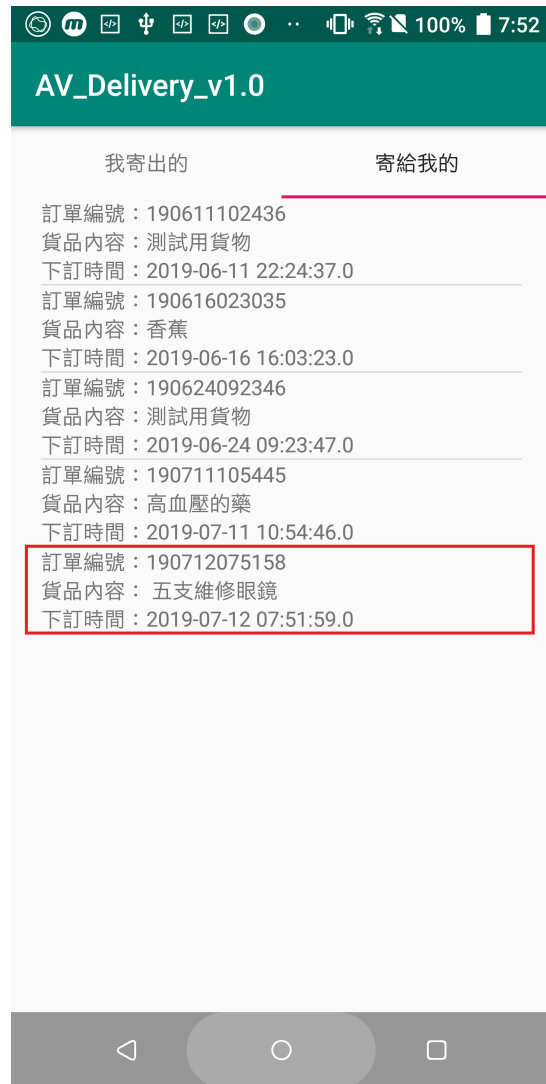 100% 7:52
AV_Delivery_v1.0
我寄出的 寄給我的
訂單編號：190611102436
貨品內容：測試用貨物
下訂時間：2019-06-11 22:24:37.0
訂單編號：190616023035
貨品內容：香蕉
下訂時間：2019-06-16 16:03:23.0
訂單編號：190624092346
貨品內容：測試用貨物
下訂時間：2019-06-24 09:23:47.0
訂單編號：190711105445
貨品內容：高血壓的藥
下訂時間：2019-07-11 10:54:46.0
訂單編號：190712075158
貨品內容： 五支維修眼鏡
下訂時間：2019-07-12 07:51:59.0